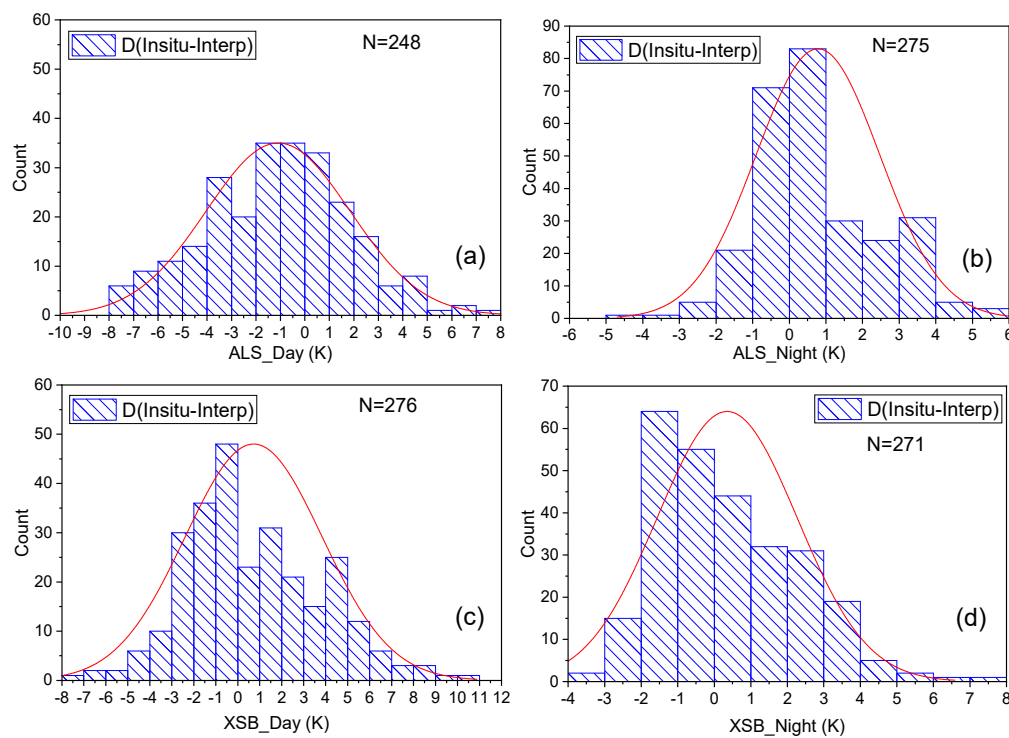 D(Insitu-Interp)
N=248
60
50
40
30
20
10
0
Count
(a)
-10 -9 -8 -7 -6 -5 -4 -3 -2 -1 0 1 2 3 4 5 6 7 8
ALS_Day (K)
D(Insitu-Interp)
N=275
90
80
70
60
50
40
30
20
10
0
Count
(b)
-6 -5 -4 -3 -2 -1 0 1 2 3 4 5 6
ALS_Night (K)
D(Insitu-Interp)
N=276
60
50
40
30
20
10
0
Count
(c)
-8 -7 -6 -5 -4 -3 -2 -1 0 1 2 3 4 5 6 7 8 9 10 11 12
XSB_Day (K)
D(Insitu-Interp)
N=271
70
60
50
40
30
20
10
0
Count
(d)
-4 -3 -2 -1 0 1 2 3 4 5 6 7 8
XSB_Night (K)